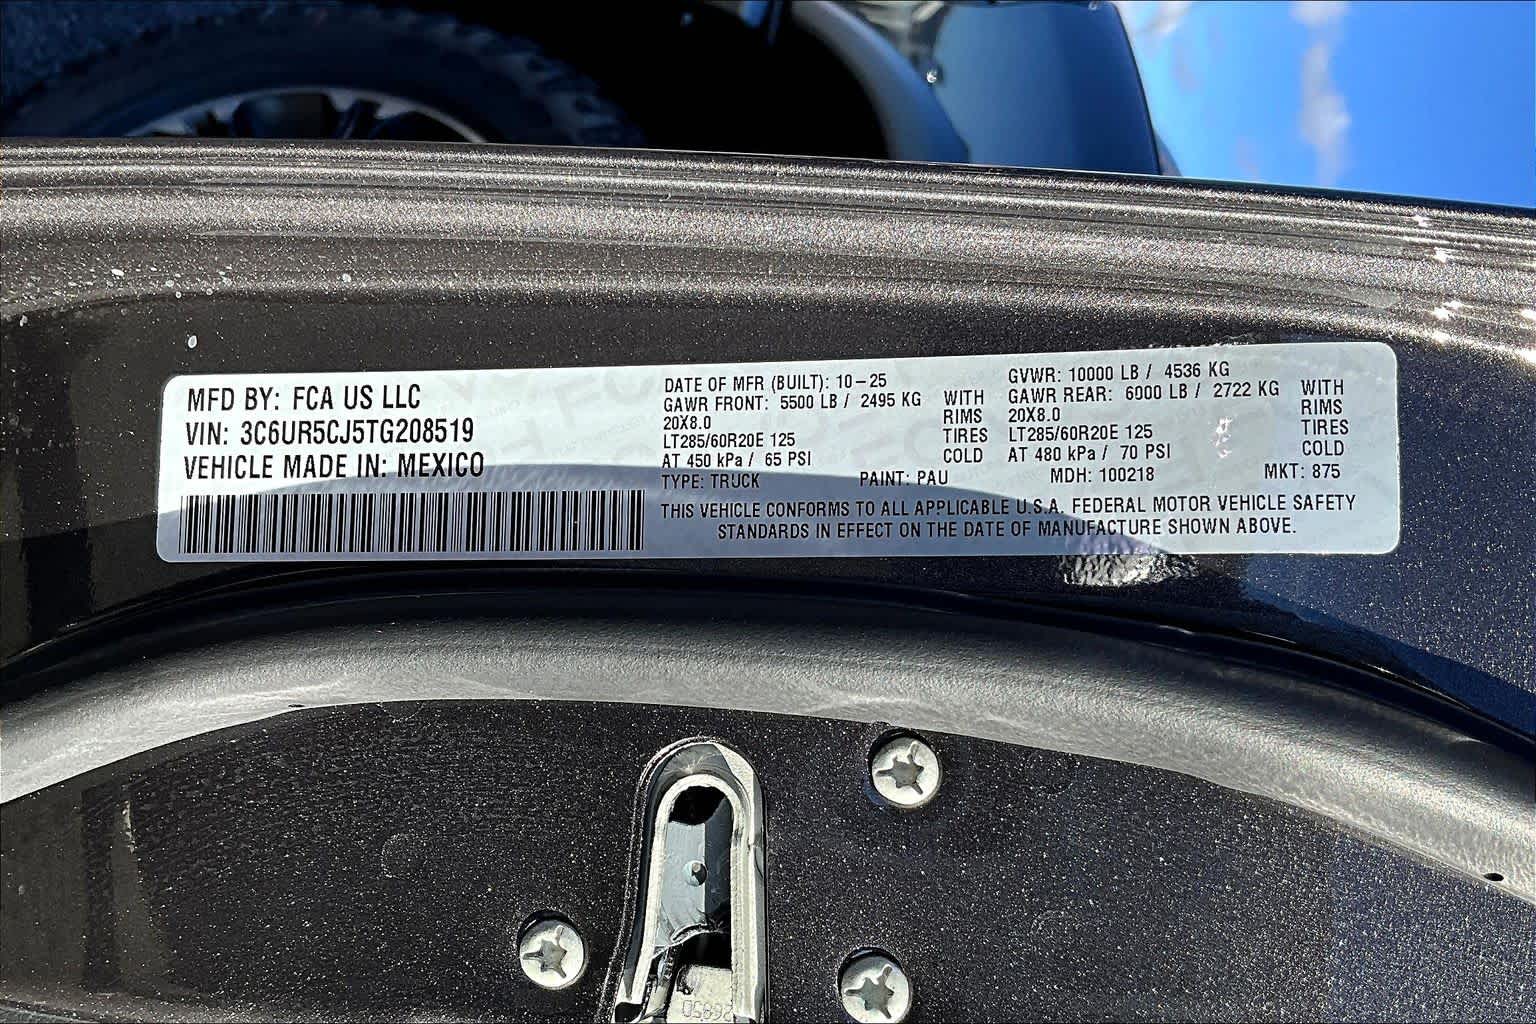 MFD BY: FCA US LLC
VIN: 3C6UR5CJ5TG208519
VEHICLE MADE IN: MEXICO
DATE OF MFR (BUILT): 10-25
GAWR FRONT: 5500 LB / 2495 KG
20X8.0
LT285/60R20E 125
AT 450 kPa / 65 PSI
WITH
RIMS
TIRES
COLD
GVWR: 10000 LB / 4536 KG
GAWR REAR: 6000 LB / 2722 KG
20X8.0
LT285/60R20E 125
AT 480 kPa / 70 PSI
WITH
RIMS
TIRES
COLD
TYPE: TRUCK PAINT: PAU MDH: 100218 MKT: 875
THIS VEHICLE CONFORMS TO ALL APPLICABLE U.S.A. FEDERAL MOTOR VEHICLE SAFETY
STANDARDS IN EFFECT ON THE DATE OF MANUFACTURE SHOWN ABOVE.